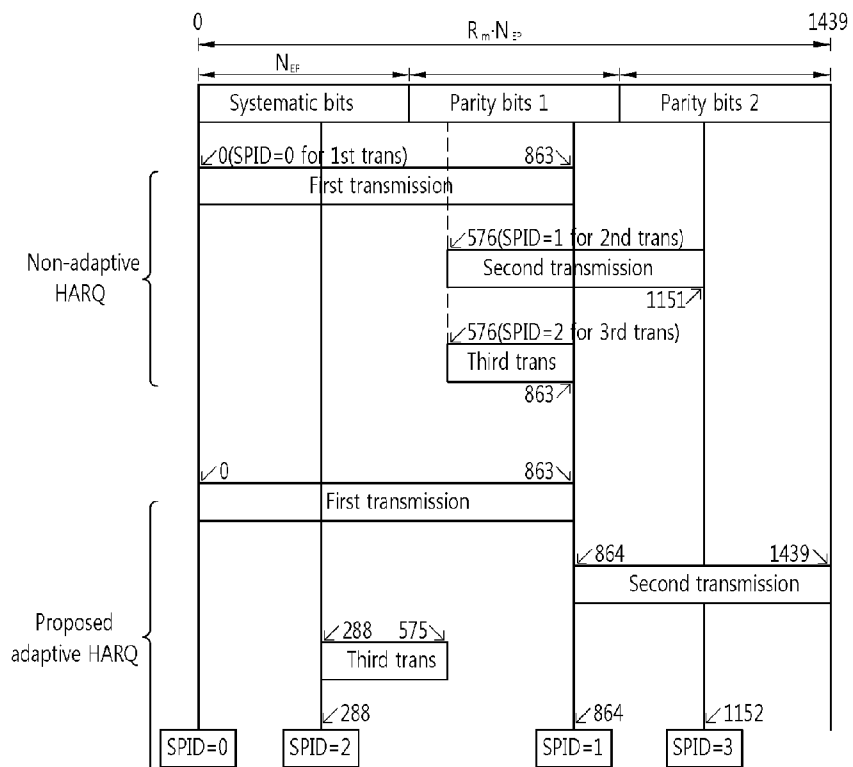 0 1439
Rm·NEP
NEP
Systematic bits Parity bits 1 Parity bits 2
0(SPID=0 for 1st trans) 863
First transmission
576(SPID=1 for 2nd trans)
Non-adaptive
HARQ
Second transmission
1151
576(SPID=2 for 3rd trans)
Third trans
863
0 863
First transmission
864 1439
Second transmission
Proposed
adaptive HARQ
288 575
Third trans
288 864 1152
SPID=0 SPID=2 SPID=1 SPID=3